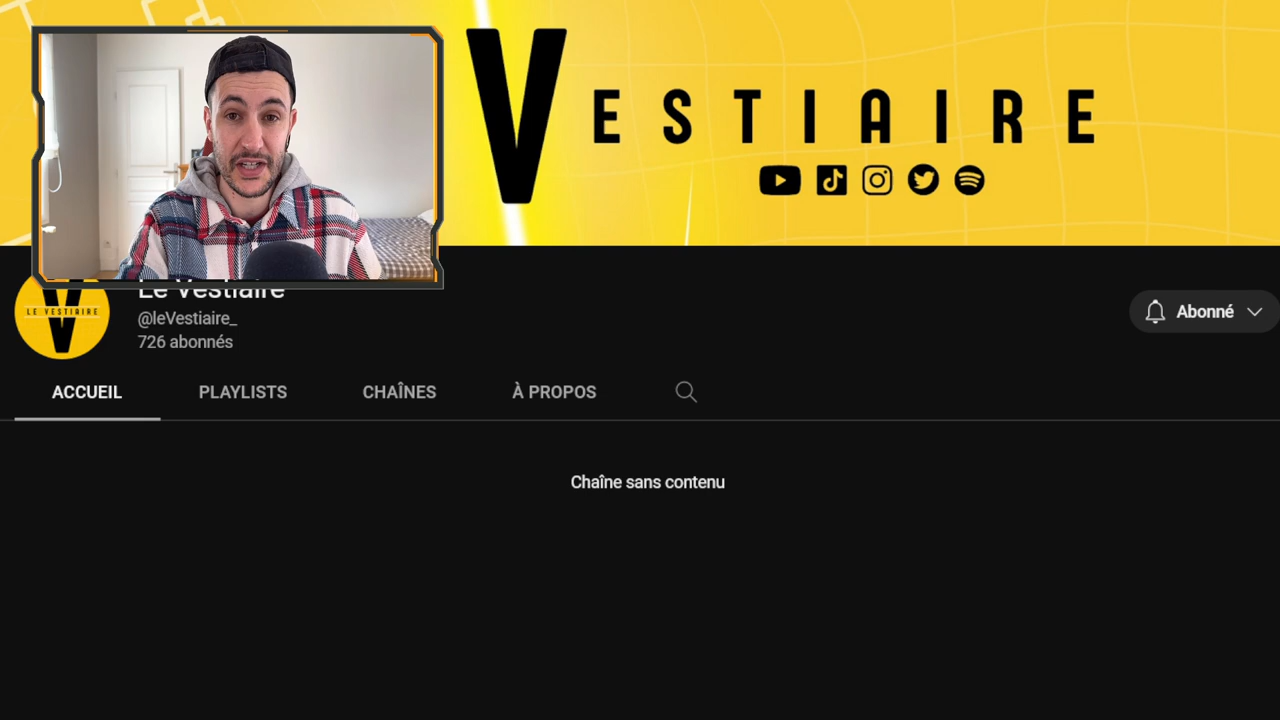 VESTIAIRE
Le Vestiaire
LE VESTIAIRE
@leVestiaire_
726 abonnés
Abonné
ACCUEIL
PLAYLISTS
CHAÎNES
À PROPOS
Chaîne sans contenu